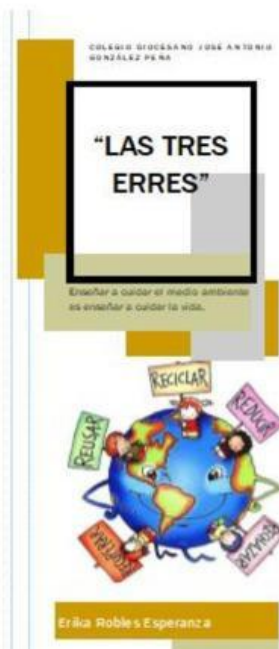 COLEGIO DIOCESANO JOSÉ ANTONIO
GONZÁLEZ PEÑA
“LAS TRES
ERRES”
Enseñar a cuidar el medio ambiente
es enseñar a cuidar la vida.
RECICLAR
REUSAR
REDUCIR
Erika Robles Esperanza